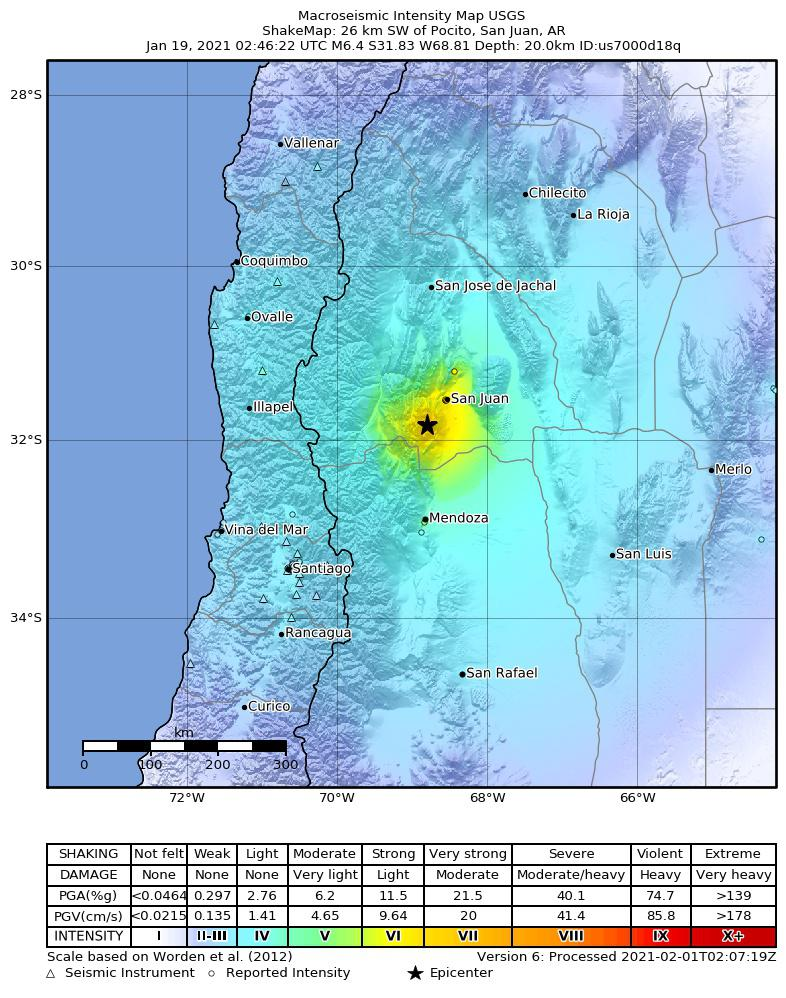 Macroseismic Intensity Map USGS
ShakeMap: 26 km SW of Pocito, San Juan, AR
Jan 19, 2021 02:46:22 UTC M6.4 S31.83 W68.81 Depth: 20.0km ID:us7000d18q
28°S
Vallenar
Chilecito
La Rioja
Coquimbo
30°S
San Jose de Jachal
Ovalle
San Juan
Illapel
32°S
Merlo
Mendoza
Vina del Mar
San Luis
Santiago
34°S
Rancagua
San Rafael
Curico
km
0 100 200 300
72°W 70°W 68°W 66°W
SHAKING Not felt Weak Light Moderate Strong Very strong Severe Violent Extreme
DAMAGE None None None Very light Light Moderate Moderate/heavy Heavy Very heavy
PGA(%g) <0.0464 0.297 2.76 6.2 11.5 21.5 40.1 74.7 >139
PGV(cm/s) <0.0215 0.135 1.41 4.65 9.64 20 41.4 85.8 >178
INTENSITY I II-III IV V VI VII VIII IX X+
Scale based on Worden et al. (2012) Version 6: Processed 2021-02-01T02:07:19Z
△ Seismic Instrument ○ Reported Intensity ★ Epicenter